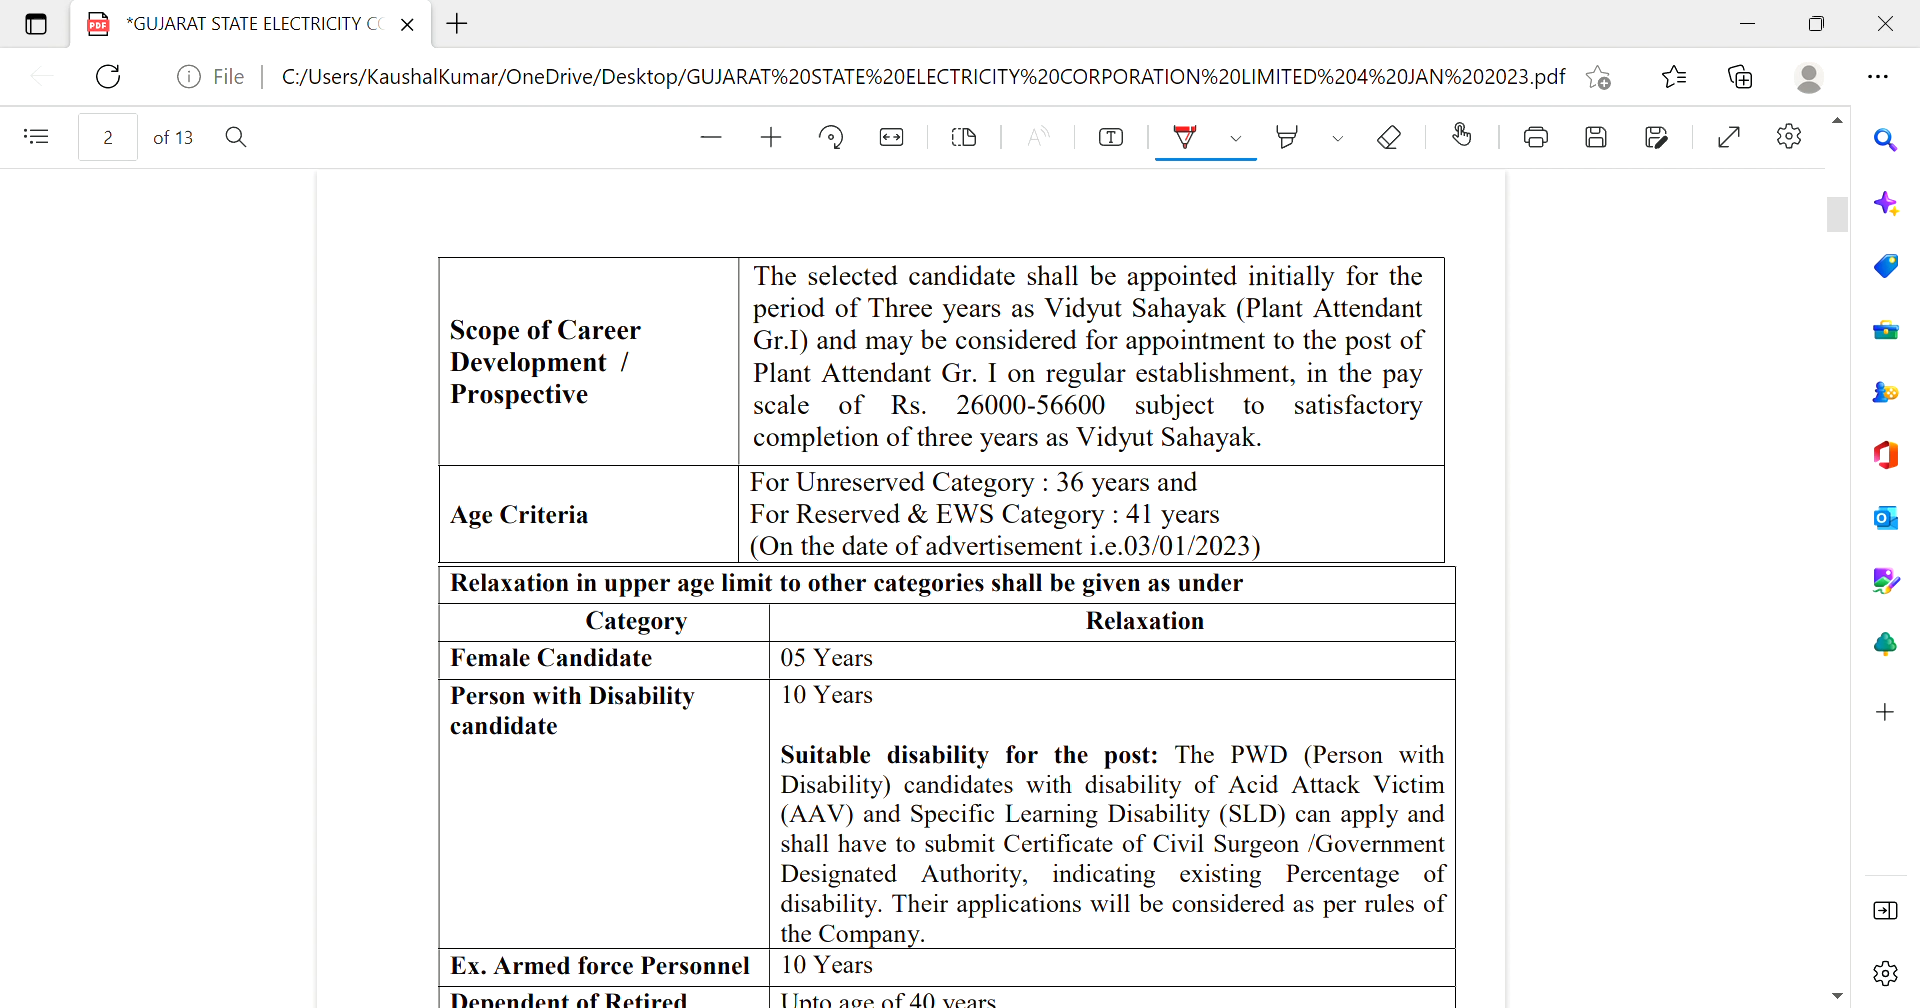 *GUJARAT STATE ELECTRICITY CO
File
C:/Users/KaushalKumar/OneDrive/Desktop/GUJARAT%20STATE%20ELECTRICITY%20CORPORATION%20LIMITED%204%20JAN%202023.pdf
2 of 13
Scope of Career
Development /
Prospective
The selected candidate shall be appointed initially for the
period of Three years as Vidyut Sahayak (Plant Attendant
Gr.I) and may be considered for appointment to the post of
Plant Attendant Gr. I on regular establishment, in the pay
scale of Rs. 26000-56600 subject to satisfactory
completion of three years as Vidyut Sahayak.
Age Criteria
For Unreserved Category : 36 years and
For Reserved & EWS Category : 41 years
(On the date of advertisement i.e.03/01/2023)
Relaxation in upper age limit to other categories shall be given as under
Category Relaxation
Female Candidate 05 Years
Person with Disability
candidate
10 Years
Suitable disability for the post: The PWD (Person with
Disability) candidates with disability of Acid Attack Victim
(AAV) and Specific Learning Disability (SLD) can apply and
shall have to submit Certificate of Civil Surgeon /Government
Designated Authority, indicating existing Percentage of
disability. Their applications will be considered as per rules of
the Company.
Ex. Armed force Personnel 10 Years
Dependent of Retired Upto age of 40 years